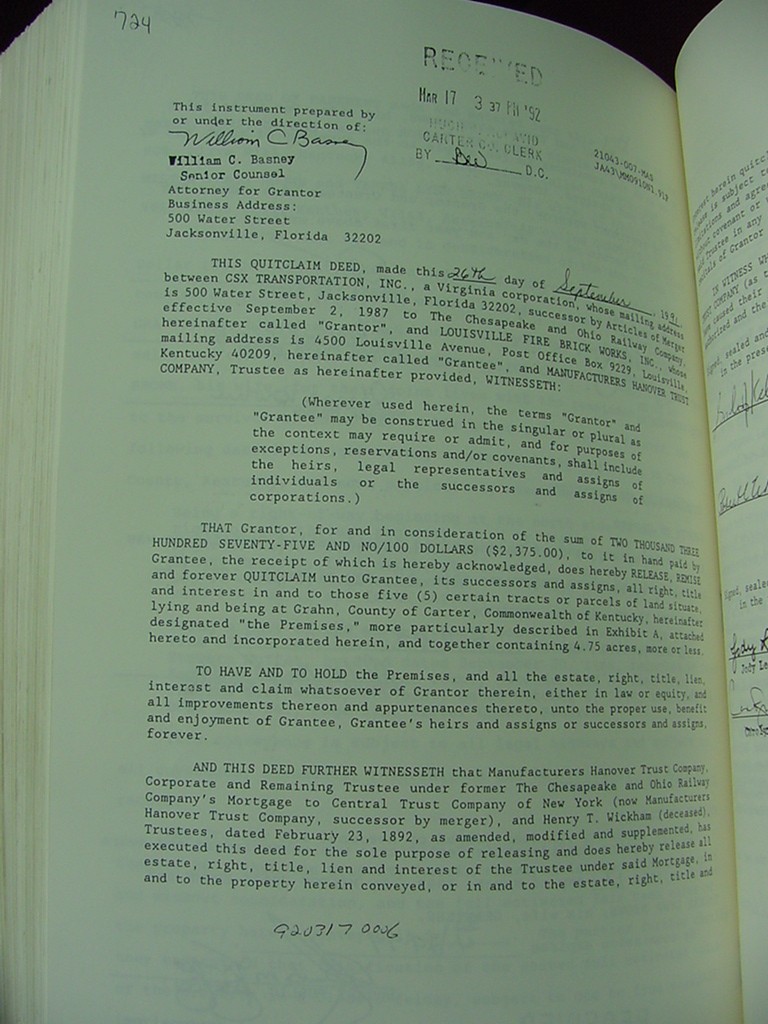 724
RECEIVED
MAR 17 3 37 PM '92
CARTER CO. CLERK
BY D.C.
21043-007-MAS
This instrument prepared by
or under the direction of:
William C Basney
William C. Basney
Senior Counsel
Attorney for Grantor
Business Address:
500 Water Street
Jacksonville, Florida 32202
THIS QUITCLAIM DEED, made this 26th day of September, 1991,
between CSX TRANSPORTATION, INC., a Virginia corporation, whose mailing address
is 500 Water Street, Jacksonville, Florida 32202, successor by Articles of Merger
effective September 2, 1987 to The Chesapeake and Ohio Railway Company,
hereinafter called "Grantor", and LOUISVILLE FIRE BRICK WORKS, INC., whose
mailing address is 4500 Louisville Avenue, Post Office Box 9229, Louisville,
Kentucky 40209, hereinafter called "Grantee", and MANUFACTURERS HANOVER TRUST
COMPANY, Trustee as hereinafter provided, WITNESSETH:
(Wherever used herein, the terms "Grantor" and
"Grantee" may be construed in the singular or plural as
the context may require or admit, and for purposes of
exceptions, reservations and/or covenants, shall include
the heirs, legal representatives and assigns of
individuals or the successors and assigns of
corporations.)
THAT Grantor, for and in consideration of the sum of TWO THOUSAND THREE
HUNDRED SEVENTY-FIVE AND NO/100 DOLLARS ($2,375.00), to it in hand paid by
Grantee, the receipt of which is hereby acknowledged, does hereby RELEASE, REMISE
and forever QUITCLAIM unto Grantee, its successors and assigns, all right, title
and interest in and to those five (5) certain tracts or parcels of land situate,
lying and being at Grahn, County of Carter, Commonwealth of Kentucky, hereinafter
designated "the Premises," more particularly described in Exhibit A, attached
hereto and incorporated herein, and together containing 4.75 acres, more or less.
TO HAVE AND TO HOLD the Premises, and all the estate, right, title, lien,
interest and claim whatsoever of Grantor therein, either in law or equity, and
all improvements thereon and appurtenances thereto, unto the proper use, benefit
and enjoyment of Grantee, Grantee's heirs and assigns or successors and assigns,
forever.
AND THIS DEED FURTHER WITNESSETH that Manufacturers Hanover Trust Company,
Corporate and Remaining Trustee under former The Chesapeake and Ohio Railway
Company's Mortgage to Central Trust Company of New York (now Manufacturers
Hanover Trust Company, successor by merger), and Henry T. Wickham (deceased),
Trustees, dated February 23, 1892, as amended, modified and supplemented, has
executed this deed for the sole purpose of releasing and does hereby release all
estate, right, title, lien and interest of the Trustee under said Mortgage, in
and to the property herein conveyed, or in and to the estate, right, title and
920317 0006